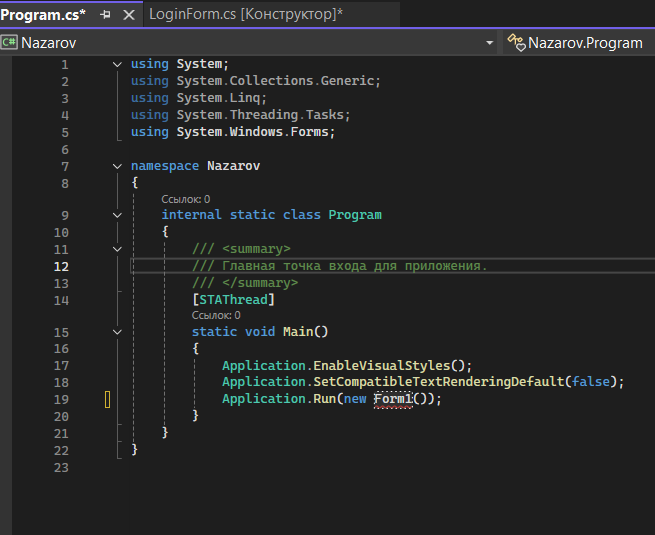 Program.cs* LoginForm.cs [Конструктор]*
C# Nazarov Nazarov.Program
1 using System;
2 using System.Collections.Generic;
3 using System.Linq;
4 using System.Threading.Tasks;
5 using System.Windows.Forms;
6
7 namespace Nazarov
8 {
Ссылок: 0
9 internal static class Program
10 {
11 /// <summary>
12 /// Главная точка входа для приложения.
13 /// </summary>
14 [STAThread]
Ссылок: 0
15 static void Main()
16 {
17 Application.EnableVisualStyles();
18 Application.SetCompatibleTextRenderingDefault(false);
19 Application.Run(new Form1());
20 }
21 }
22 }
23